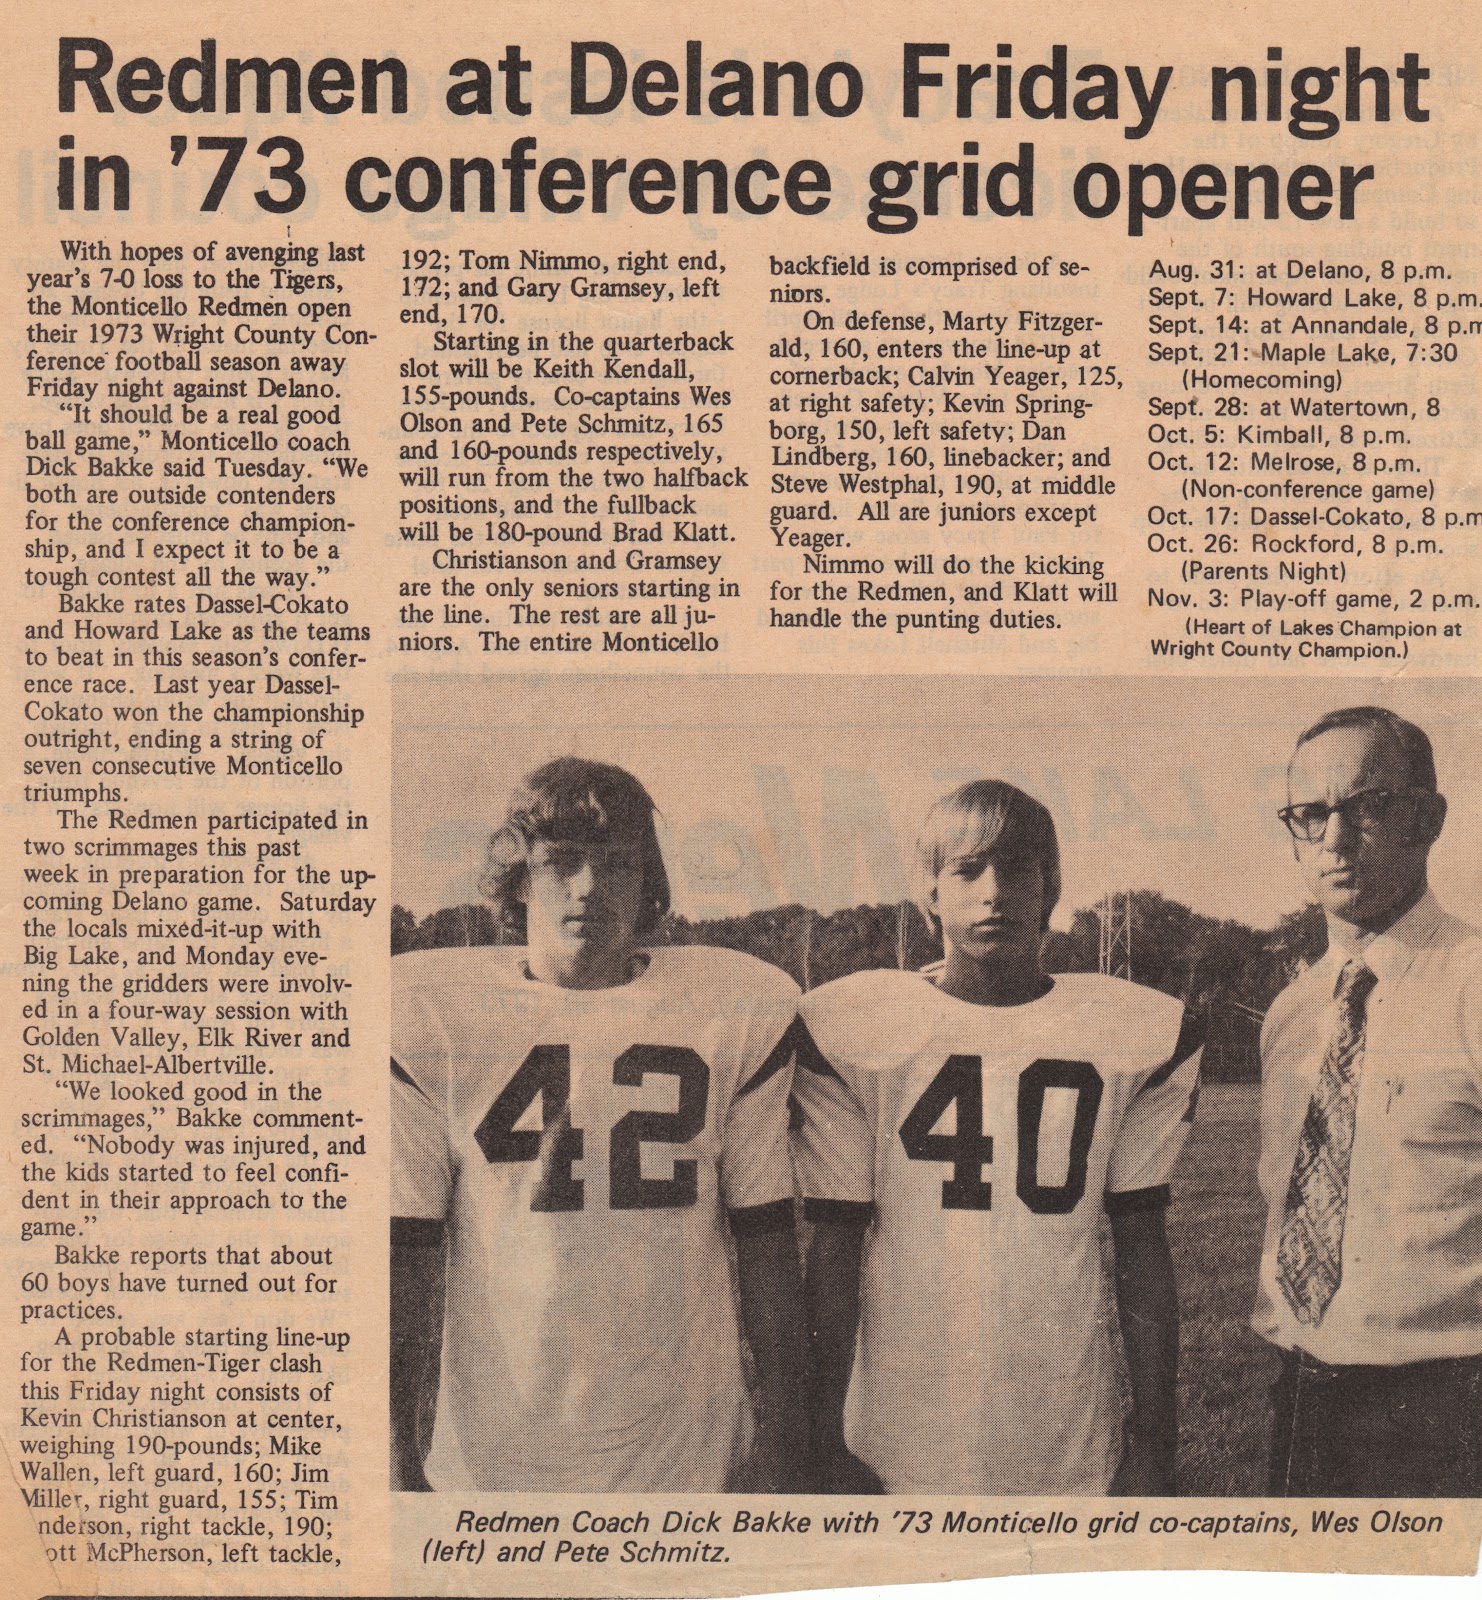 Redmen at Delano Friday night
in ’73 conference grid opener
With hopes of avenging last
year’s 7-0 loss to the Tigers,
the Monticello Redmen open
their 1973 Wright County Con-
ference football season away
Friday night against Delano.
“It should be a real good
ball game,” Monticello coach
Dick Bakke said Tuesday. “We
both are outside contenders
for the conference champion-
ship, and I expect it to be a
tough contest all the way.”
Bakke rates Dassel-Cokato
and Howard Lake as the teams
to beat in this season’s confer-
ence race. Last year Dassel-
Cokato won the championship
outright, ending a string of
seven consecutive Monticello
triumphs.
The Redmen participated in
two scrimmages this past
week in preparation for the up-
coming Delano game. Saturday
the locals mixed-it-up with
Big Lake, and Monday eve-
ning the gridders were involv-
ed in a four-way session with
Golden Valley, Elk River and
St. Michael-Albertville.
“We looked good in the
scrimmages,” Bakke comment-
ed. “Nobody was injured, and
the kids started to feel confi-
dent in their approach to the
game.”
Bakke reports that about
60 boys have turned out for
practices.
A probable starting line-up
for the Redmen-Tiger clash
this Friday night consists of
Kevin Christianson at center,
weighing 190-pounds; Mike
Wallen, left guard, 160; Jim
Miller, right guard, 155; Tim
nderson, right tackle, 190;
ott McPherson, left tackle,
192; Tom Nimmo, right end,
172; and Gary Gramsey, left
end, 170.
Starting in the quarterback
slot will be Keith Kendall,
155-pounds. Co-captains Wes
Olson and Pete Schmitz, 165
and 160-pounds respectively,
will run from the two halfback
positions, and the fullback
will be 180-pound Brad Klatt.
Christianson and Gramsey
are the only seniors starting in
the line. The rest are all ju-
niors. The entire Monticello
backfield is comprised of se-
niors.
On defense, Marty Fitzger-
ald, 160, enters the line-up at
cornerback; Calvin Yeager, 125,
at right safety; Kevin Spring-
borg, 150, left safety; Dan
Lindberg, 160, linebacker; and
Steve Westphal, 190, at middle
guard. All are juniors except
Yeager.
Nimmo will do the kicking
for the Redmen, and Klatt will
handle the punting duties.
Aug. 31: at Delano, 8 p.m.
Sept. 7: Howard Lake, 8 p.m.
Sept. 14: at Annandale, 8 p.m
Sept. 21: Maple Lake, 7:30
(Homecoming)
Sept. 28: at Watertown, 8
Oct. 5: Kimball, 8 p.m.
Oct. 12: Melrose, 8 p.m.
(Non-conference game)
Oct. 17: Dassel-Cokato, 8 p.m
Oct. 26: Rockford, 8 p.m.
(Parents Night)
Nov. 3: Play-off game, 2 p.m.
(Heart of Lakes Champion at
Wright County Champion.)
42
40
Redmen Coach Dick Bakke with ’73 Monticello grid co-captains, Wes Olson
(left) and Pete Schmitz.